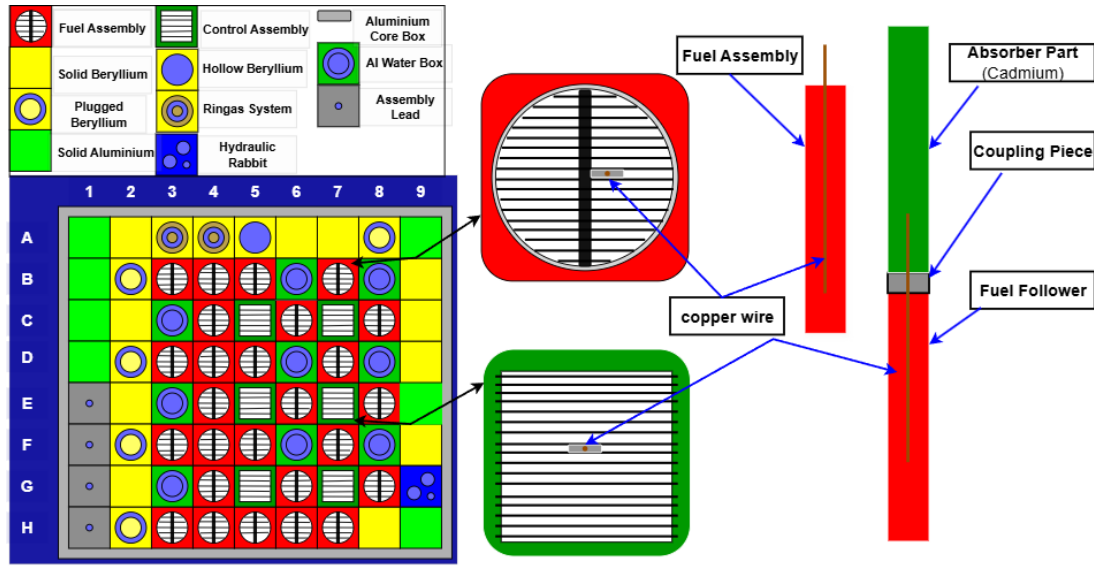 Fuel Assembly
Control Assembly
Aluminium
Core Box
Solid Beryllium
Hollow Beryllium
Al Water Box
Plugged
Beryllium
Ringas System
Assembly
Lead
Solid Aluminium
Hydraulic
Rabbit
1 2 3 4 5 6 7 8 9
A
B
C
D
E
F
G
H
Fuel Assembly
copper wire
Absorber Part
(Cadmium)
Coupling Piece
Fuel Follower